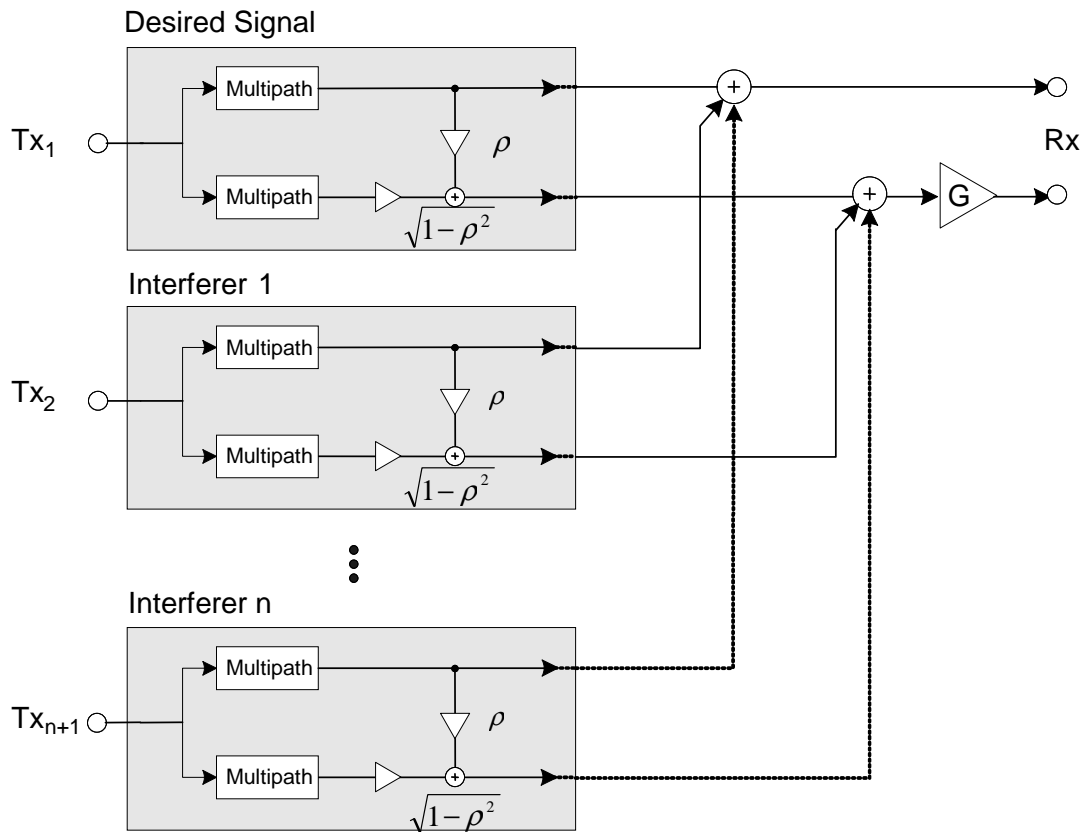 Desired Signal
Multipath
Tx₁
ρ
Multipath
√1−ρ²
+
+
+
G
Rx
Interferer 1
Multipath
Tx₂
ρ
Multipath
+
√1−ρ²
Interferer n
Multipath
Txₙ₊₁
ρ
Multipath
+
√1−ρ²